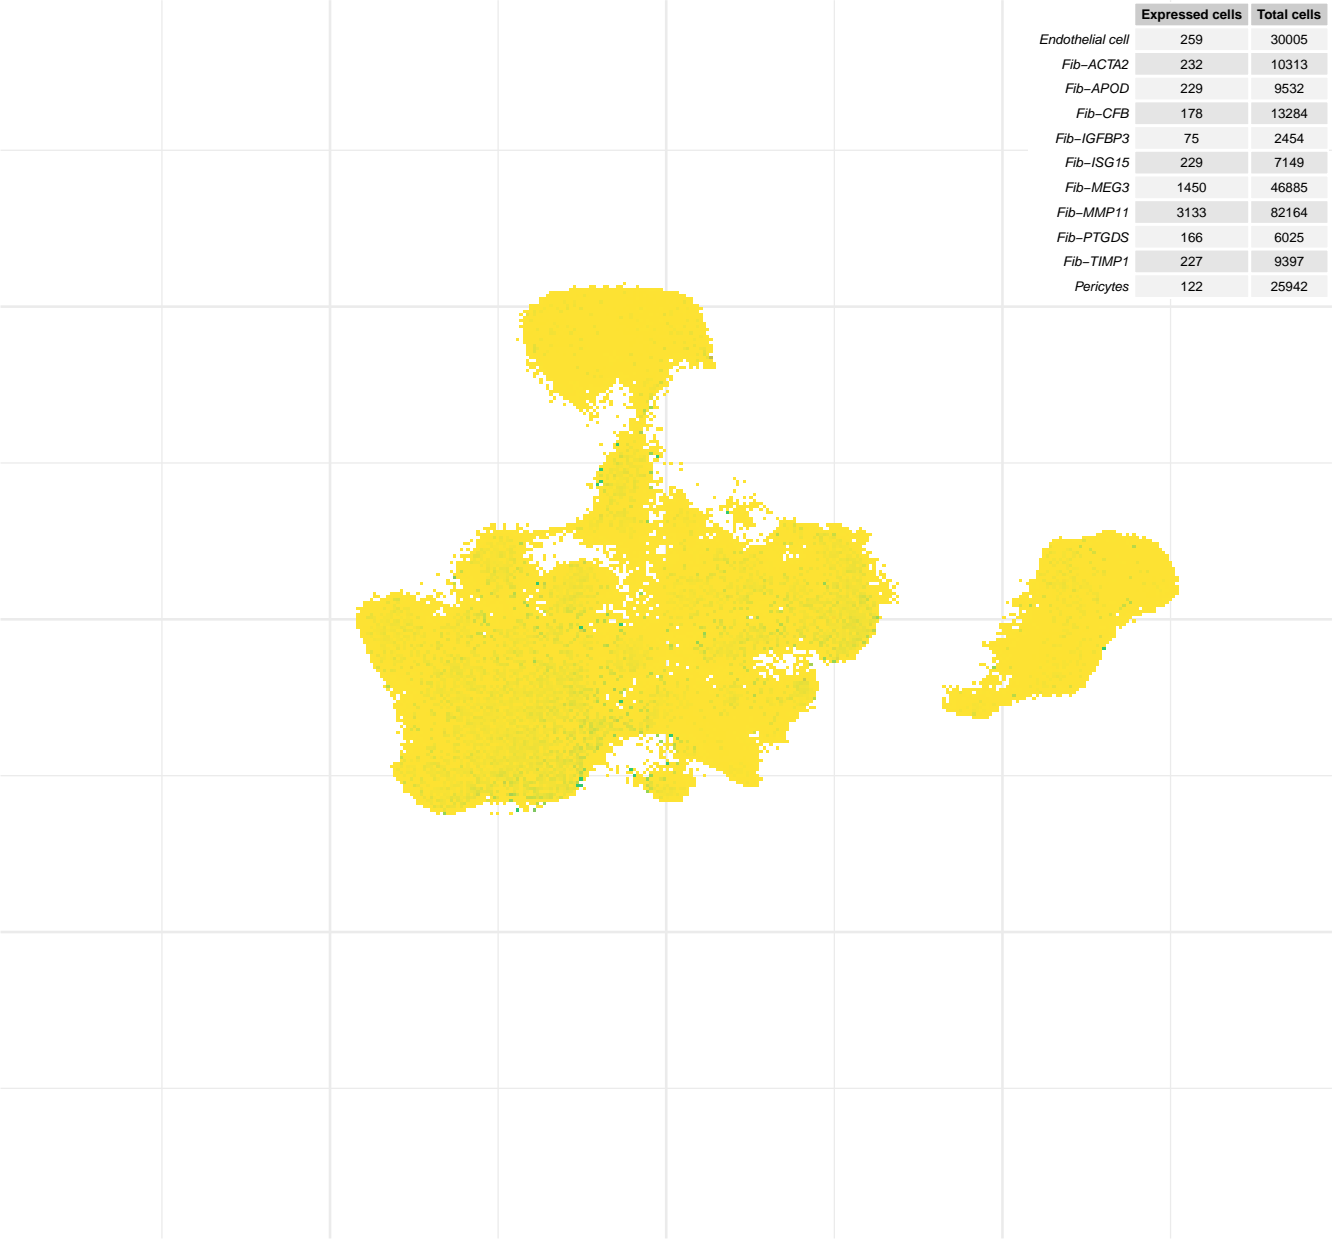 Expressed cells Total cells
Endothelial cell 259 30005
Fib−ACTA2 232 10313
Fib−APOD 229 9532
Fib−CFB 178 13284
Fib−IGFBP3 75 2454
Fib−ISG15 229 7149
Fib−MEG3 1450 46885
Fib−MMP11 3133 82164
Fib−PTGDS 166 6025
Fib−TIMP1 227 9397
Pericytes 122 25942